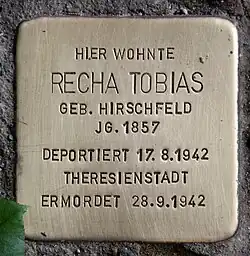 HIER WOHNTE
RECHA TOBIAS
GEB. HIRSCHFELD
JG. 1857
DEPORTIERT 17. 8. 1942
THERESIENSTADT
ERMORDET 28. 9. 1942